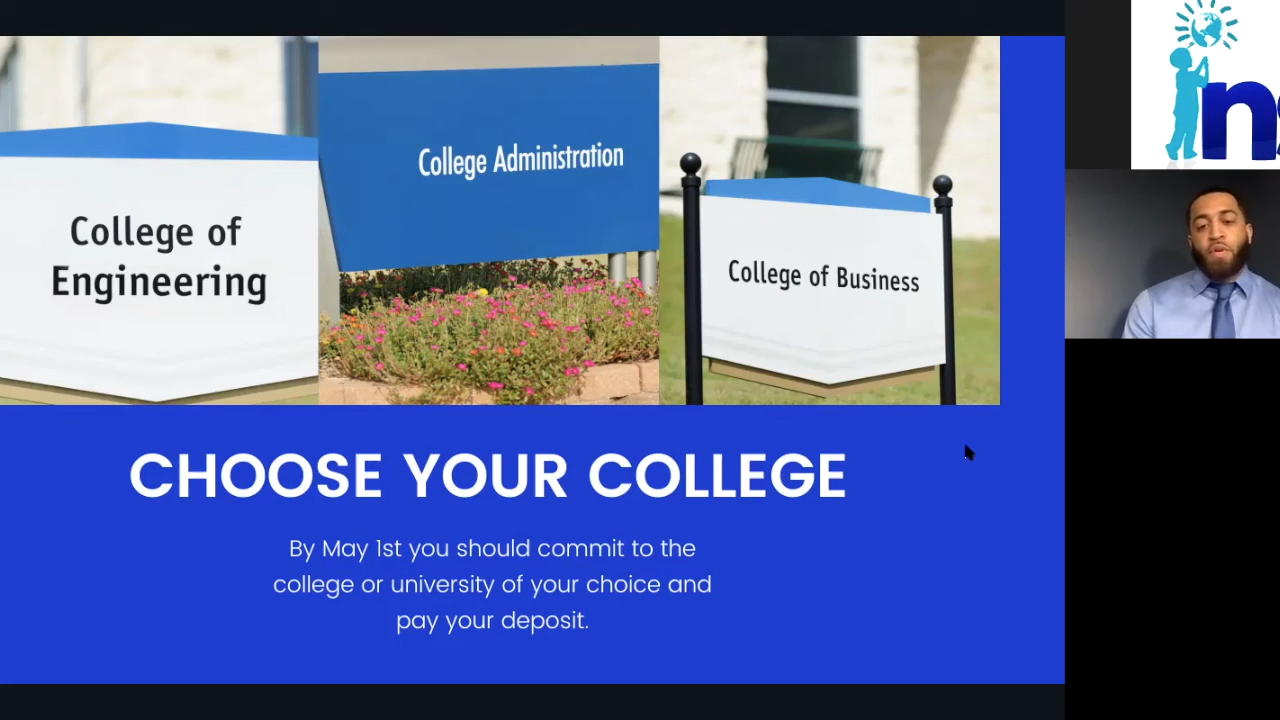 College of
Engineering
College Administration
College of Business
CHOOSE YOUR COLLEGE
By May 1st you should commit to the
college or university of your choice and
pay your deposit.